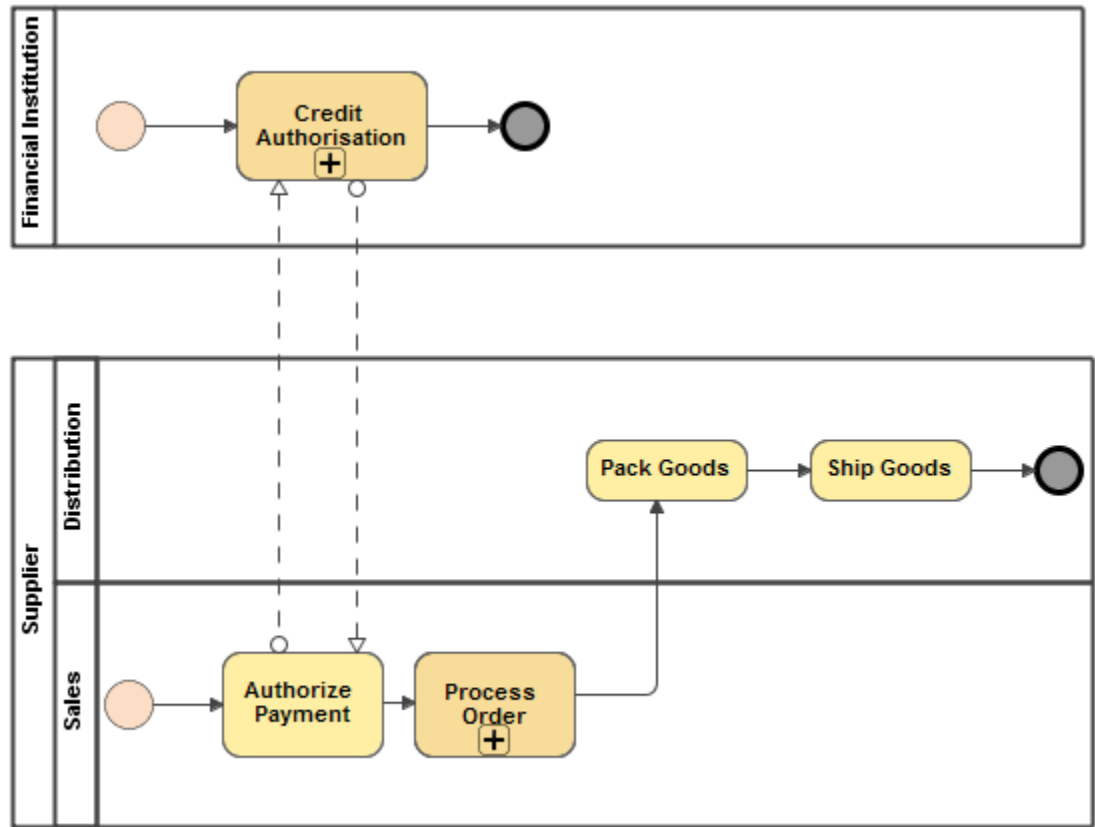 Financial Institution
Credit
Authorisation
Supplier
Distribution
Pack Goods
Ship Goods
Sales
Authorize
Payment
Process
Order